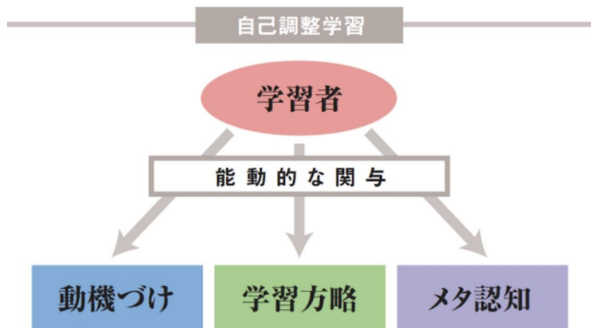 自己調整学習
学習者
能動的な関与
動機づけ
学習方略
メタ認知